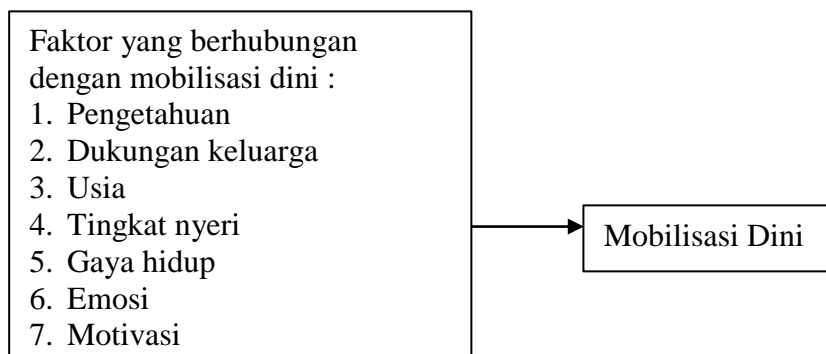 Faktor yang berhubungan
dengan mobilisasi dini :
1. Pengetahuan
2. Dukungan keluarga
3. Usia
4. Tingkat nyeri
5. Gaya hidup
6. Emosi
7. Motivasi
Mobilisasi Dini